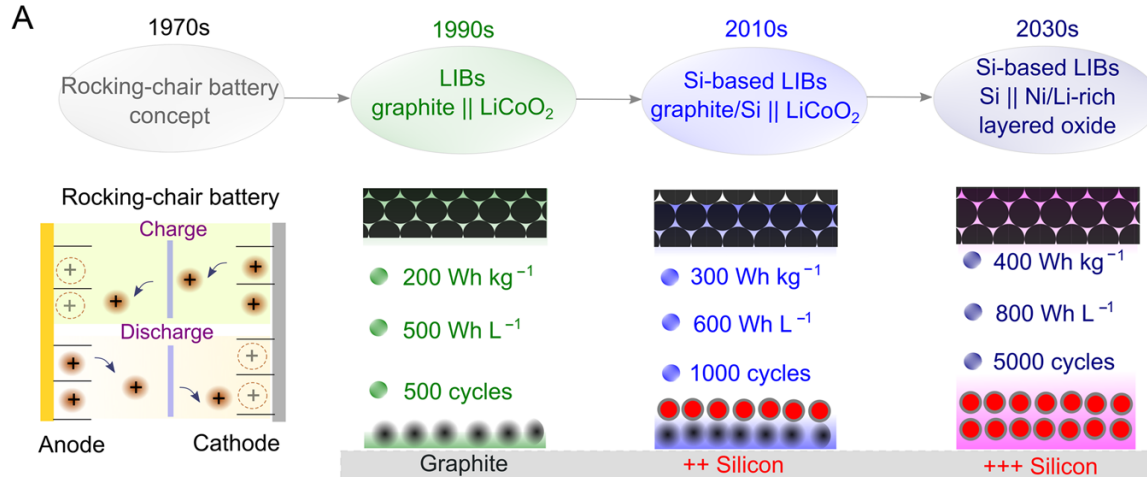 A
1970s
Rocking-chair battery
concept
1990s
LIBs
graphite || LiCoO₂
2010s
Si-based LIBs
graphite/Si || LiCoO₂
2030s
Si-based LIBs
Si || Ni/Li-rich
layered oxide
Rocking-chair battery
Charge
+ + + + + +
Discharge
+ + + + + +
Anode
Cathode
200 Wh kg⁻¹
500 Wh L⁻¹
500 cycles
Graphite
300 Wh kg⁻¹
600 Wh L⁻¹
1000 cycles
++ Silicon
400 Wh kg⁻¹
800 Wh L⁻¹
5000 cycles
+++ Silicon